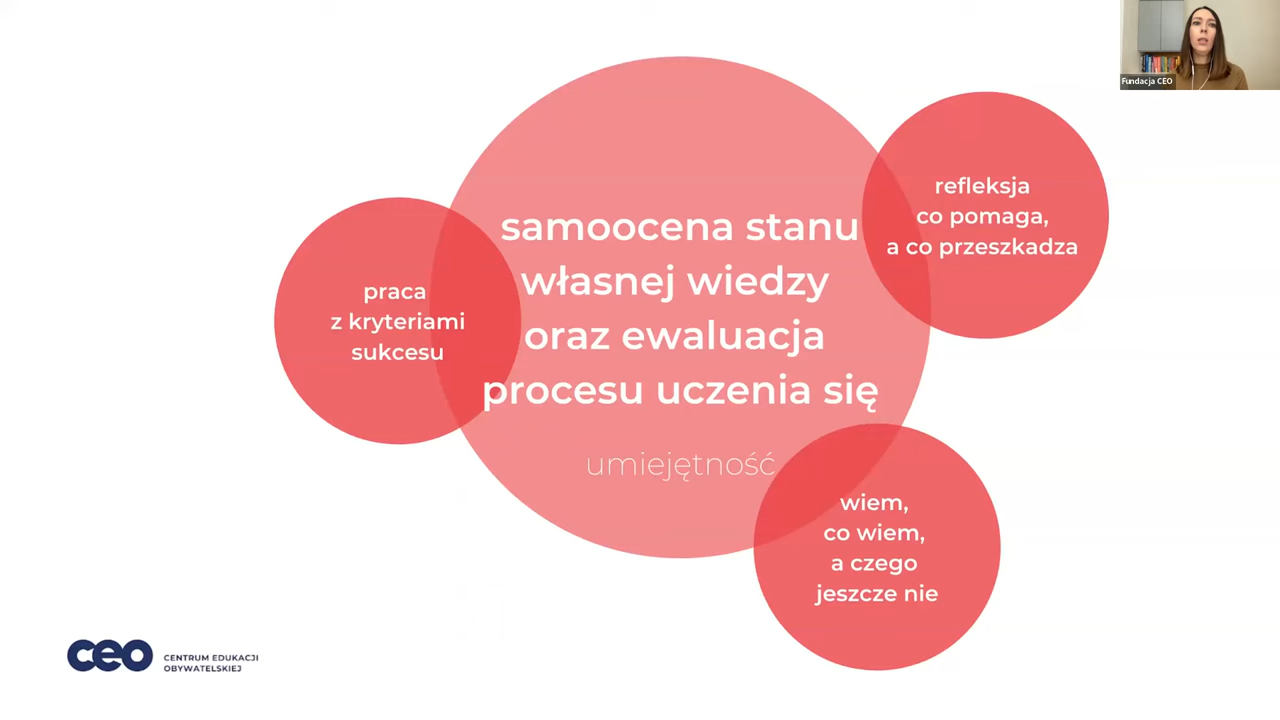 Fundacja CEO
samoocena stanu
własnej wiedzy
oraz ewaluacja
procesu uczenia się
umiejętność
refleksja
co pomaga,
a co przeszkadza
praca
z kryteriami
sukcesu
wiem,
co wiem,
a czego
jeszcze nie
ceo
CENTRUM EDUKACJI
OBYWATELSKIEJ